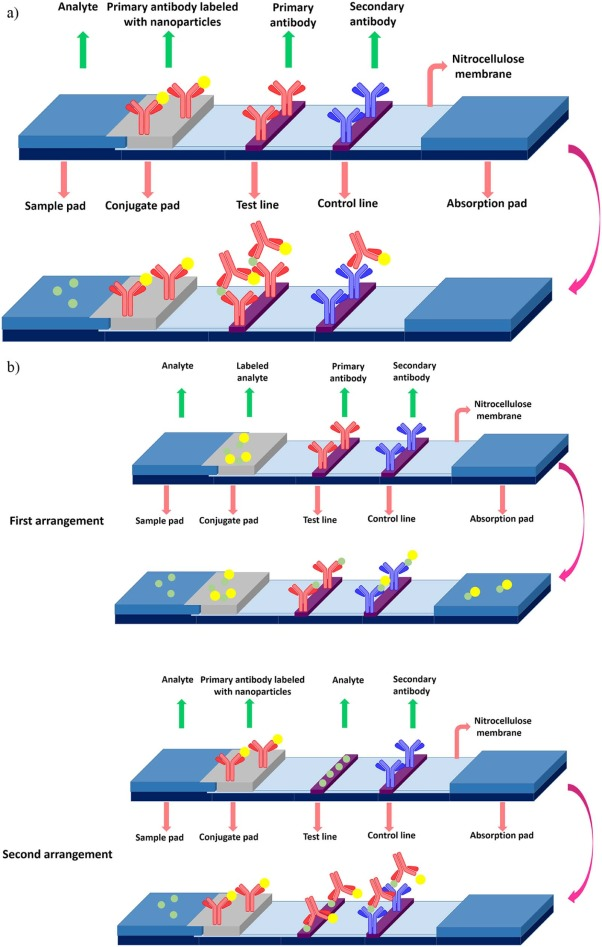 a)
Analyte
Primary antibody labeled
with nanoparticles
Primary
antibody
Secondary
antibody
Nitrocellulose
membrane
Sample pad
Conjugate pad
Test line
Control line
Absorption pad
b)
Analyte
Labeled
analyte
Primary
antibody
Secondary
antibody
Nitrocellulose
membrane
First arrangement
Sample pad
Conjugate pad
Test line
Control line
Absorption pad
Analyte
Primary antibody labeled
with nanoparticles
Analyte
Secondary
antibody
Nitrocellulose
membrane
Sample pad
Conjugate pad
Test line
Control line
Absorption pad
Second arrangement